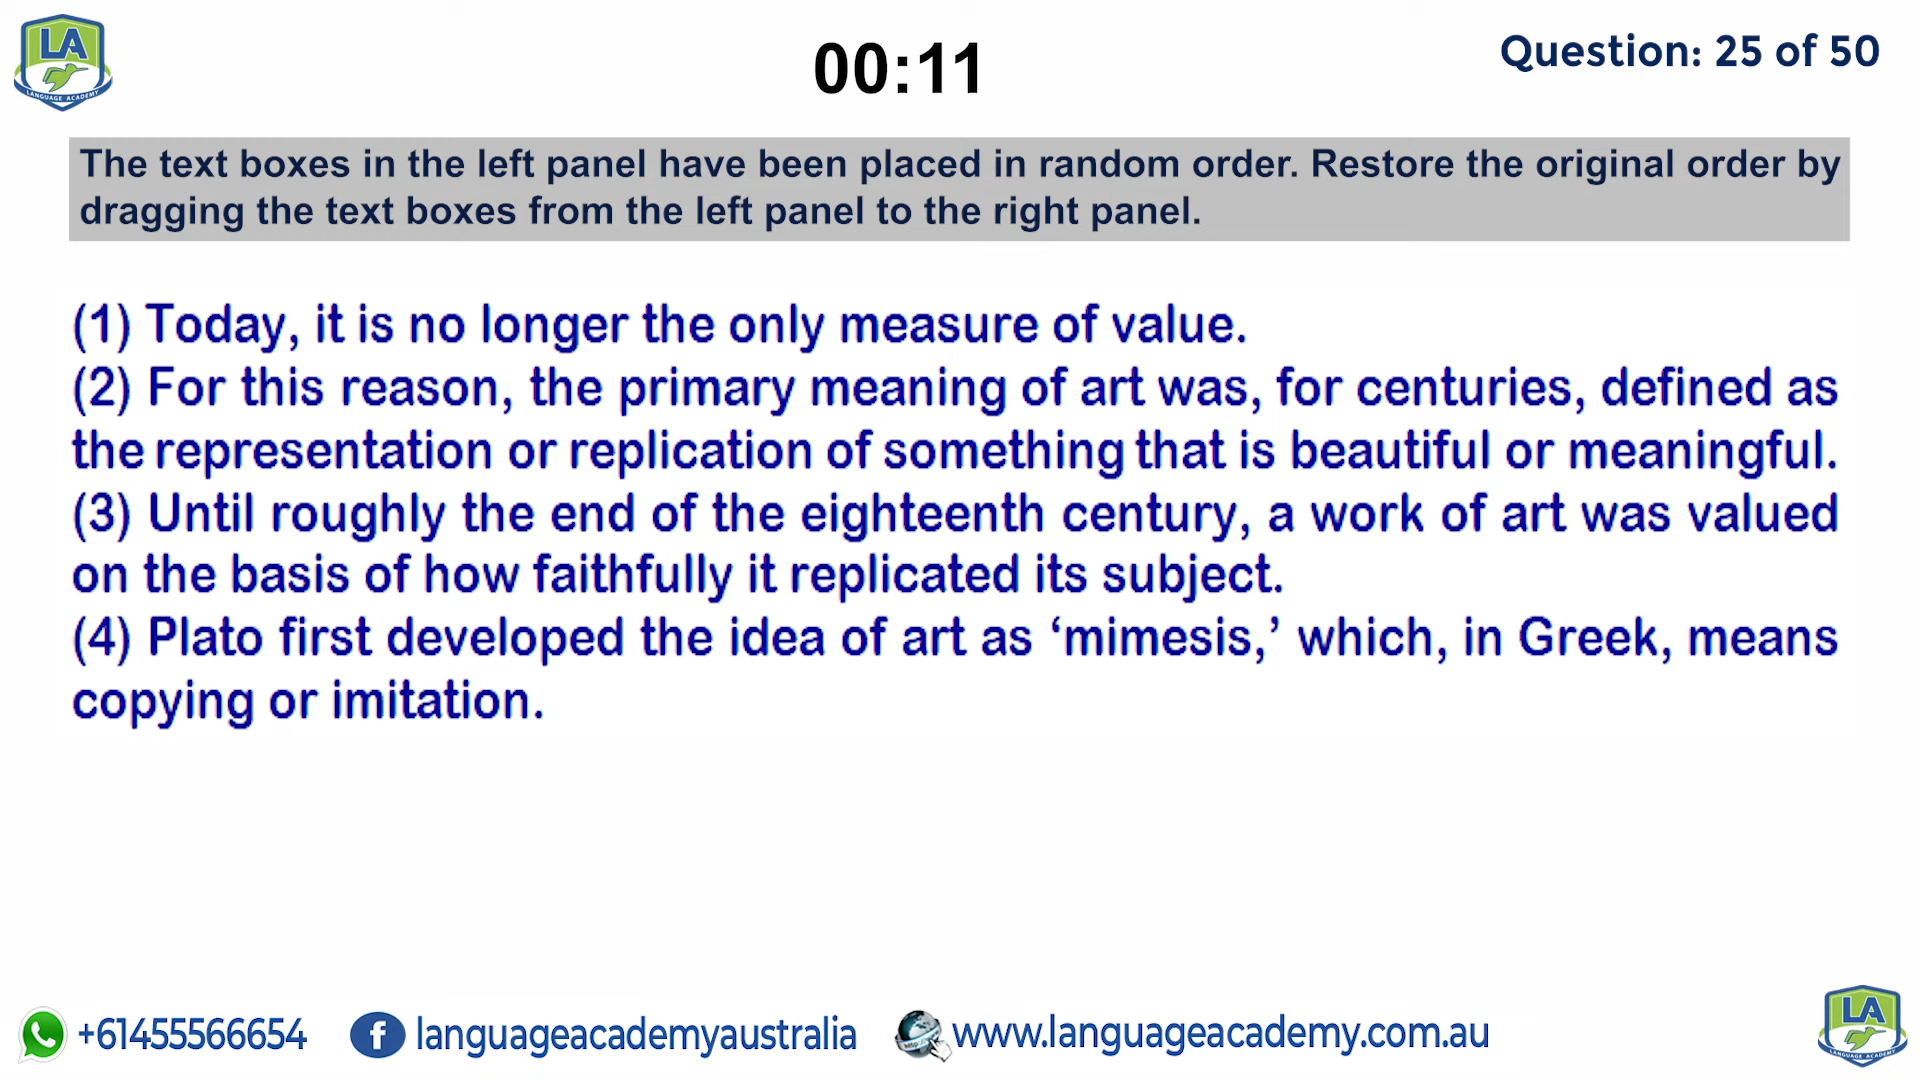 LA
LANGUAGE ACADEMY
00:11
Question: 25 of 50
The text boxes in the left panel have been placed in random order. Restore the original order by
dragging the text boxes from the left panel to the right panel.
(1) Today, it is no longer the only measure of value.
(2) For this reason, the primary meaning of art was, for centuries, defined as
the representation or replication of something that is beautiful or meaningful.
(3) Until roughly the end of the eighteenth century, a work of art was valued
on the basis of how faithfully it replicated its subject.
(4) Plato first developed the idea of art as ‘mimesis,’ which, in Greek, means
copying or imitation.
+61455566654
languageacademyaustralia
www.languageacademy.com.au
LA
LANGUAGE ACADEMY